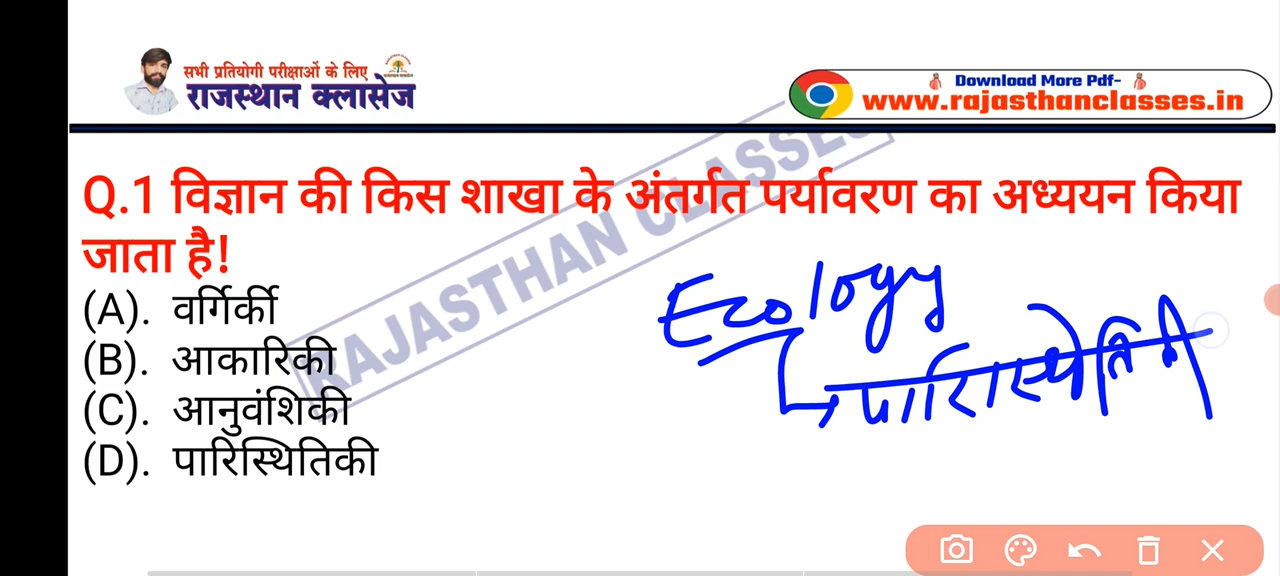 सभी प्रतियोगी परीक्षाओं के लिए
राजस्थान क्लासेज
Download More Pdf-
www.rajasthanclasses.in
RAJASTHAN CLASSES
Q.1 विज्ञान की किस शाखा के अंतर्गत पर्यावरण का अध्ययन किया
जाता है!
(A). वर्गिर्की
(B). आकारिकी
(C). आनुवंशिकी
(D). पारिस्थितिकी
Ecology
पारिस्थितिकी